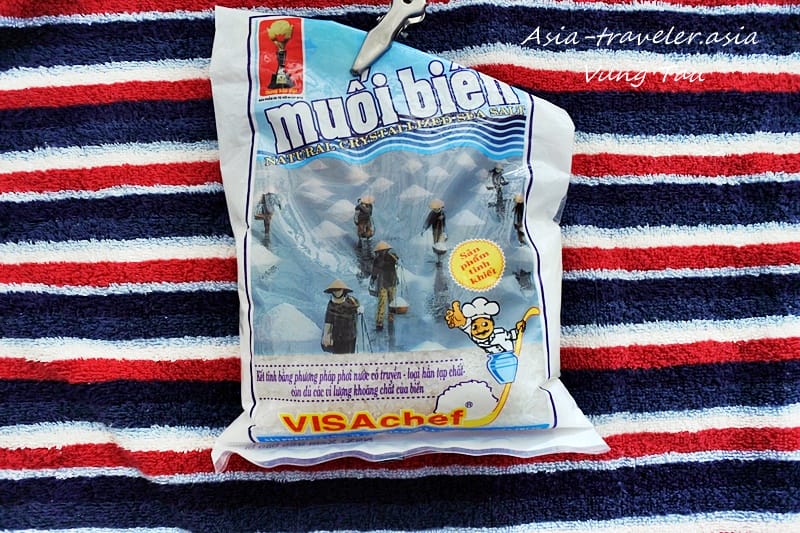 Asia-traveler.asia
Vung Tau
muối biển
NATURAL CRYSTALLIZED SEA SALT
Sản
phẩm
tinh
khiết
Kết tinh bằng phương pháp phơi nước cổ truyền - loại hẳn tạp chất-
còn đủ các vi lượng khoáng chất của biển
VISAchef ®